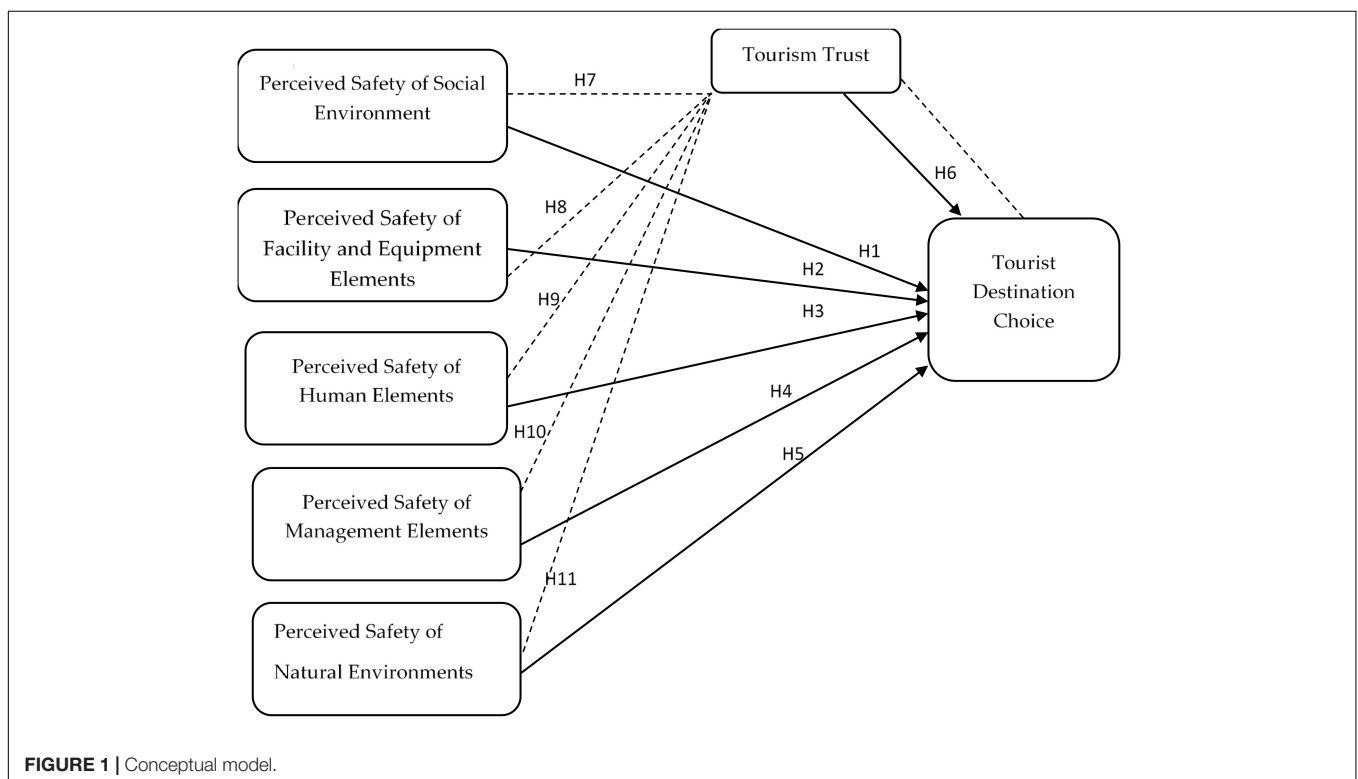 Tourism Trust
Perceived Safety of Social
Environment
H7
H6
Perceived Safety of
Facility and Equipment
Elements
H8
H1
H2
Tourist
Destination
Choice
H9
H3
Perceived Safety of
Human Elements
H4
H10
H5
Perceived Safety of
Management Elements
H11
Perceived Safety of
Natural Environments
FIGURE 1 | Conceptual model.